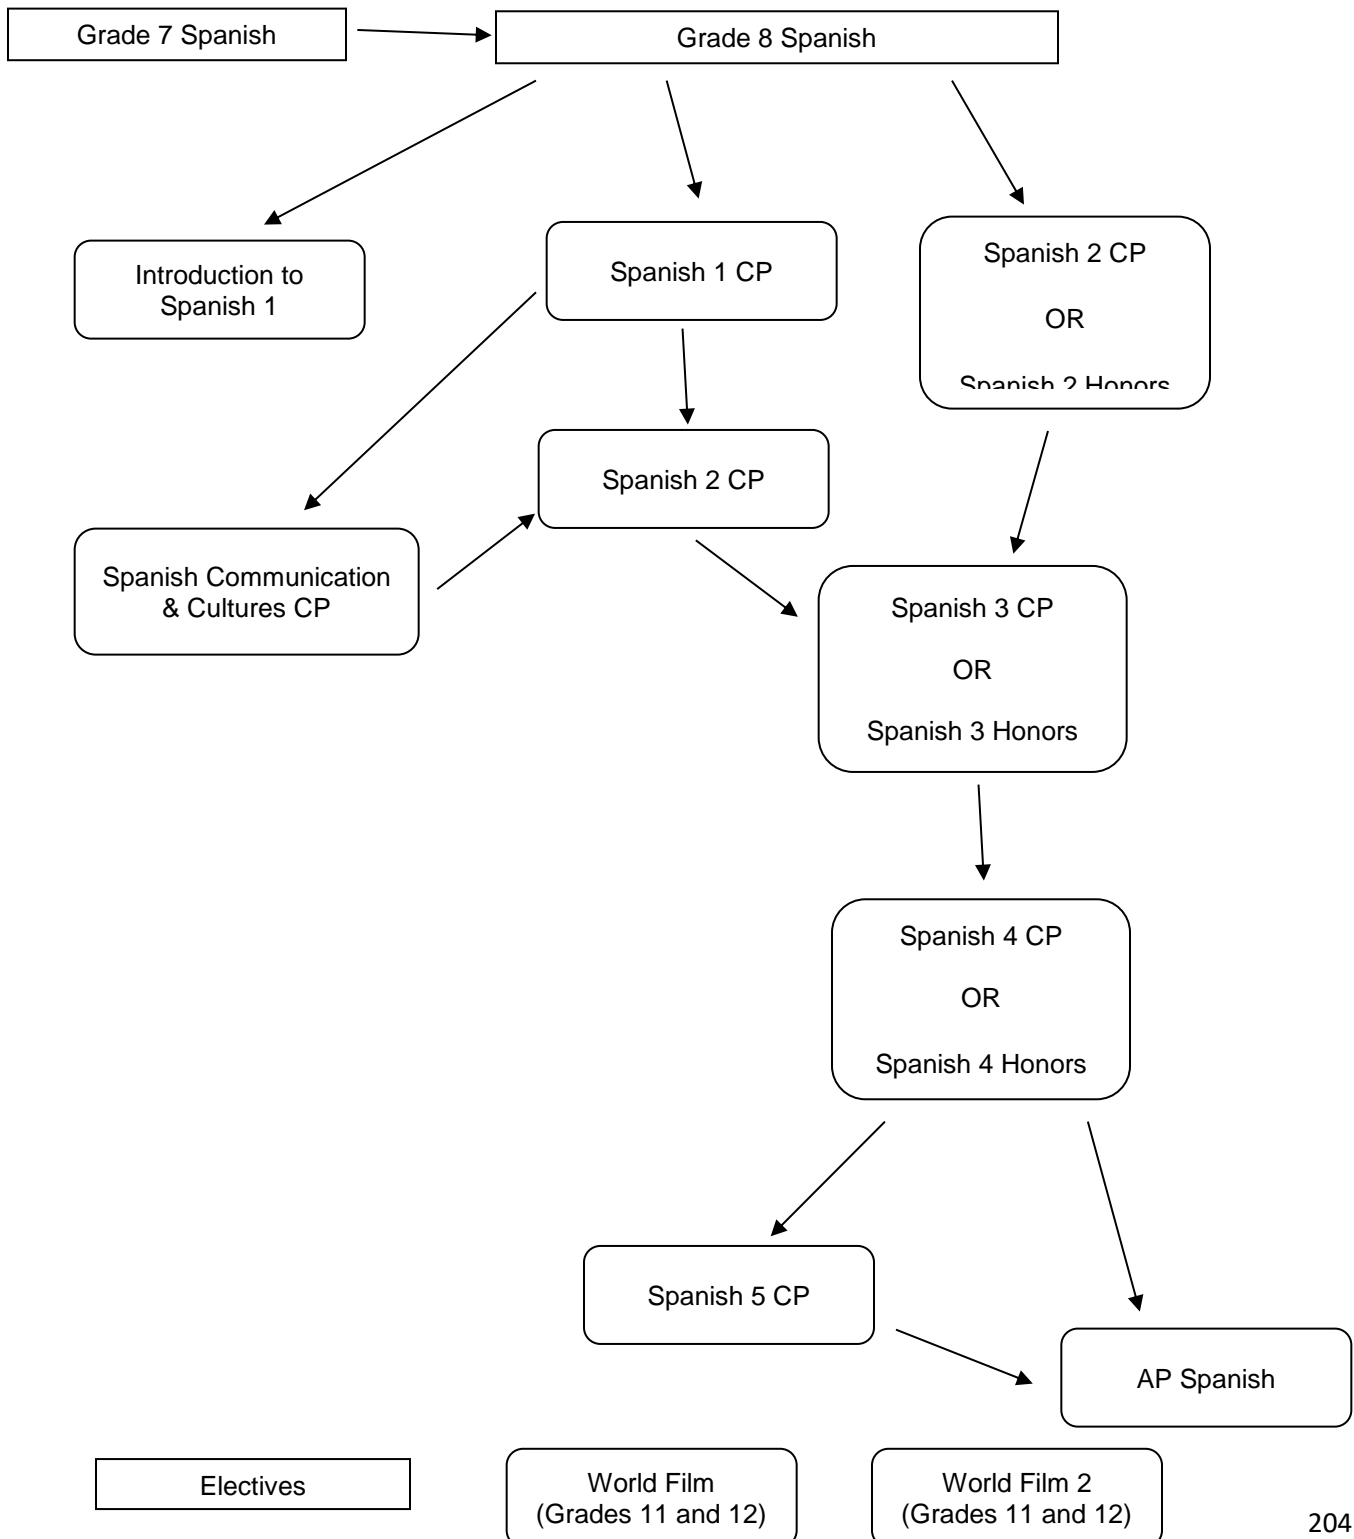 Grade 7 Spanish
Grade 8 Spanish
Introduction to
Spanish 1
Spanish 1 CP
Spanish 2 CP
OR
Spanish 2 Honors
Spanish 2 CP
Spanish Communication
& Cultures CP
Spanish 3 CP
OR
Spanish 3 Honors
Spanish 4 CP
OR
Spanish 4 Honors
Spanish 5 CP
AP Spanish
Electives
World Film
(Grades 11 and 12)
World Film 2
(Grades 11 and 12)
204